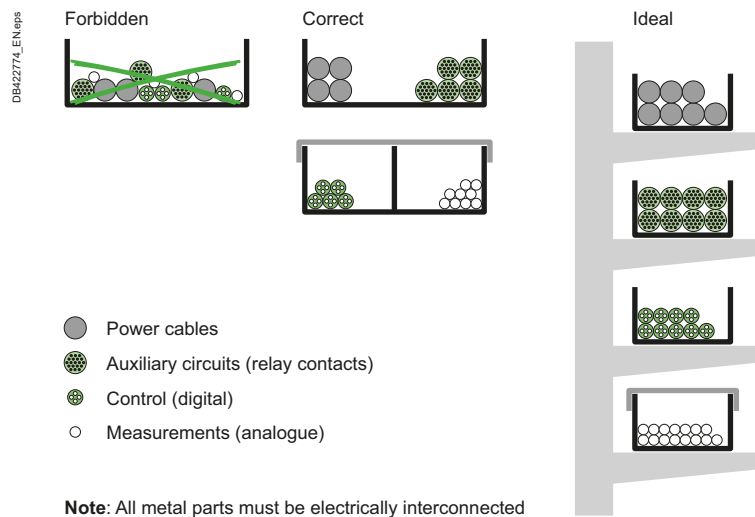 DB422774_EN.eps
Forbidden
Correct
Ideal
Power cables
Auxiliary circuits (relay contacts)
Control (digital)
Measurements (analogue)
Note: All metal parts must be electrically interconnected